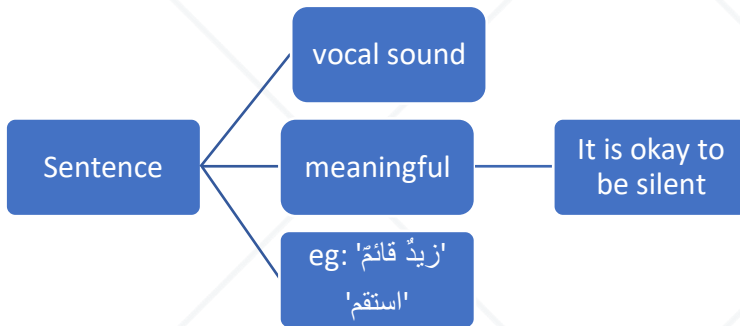 vocal sound
Sentence
meaningful
It is okay to
be silent
eg: 'زيدٌ قائمٌ'
'استقم'